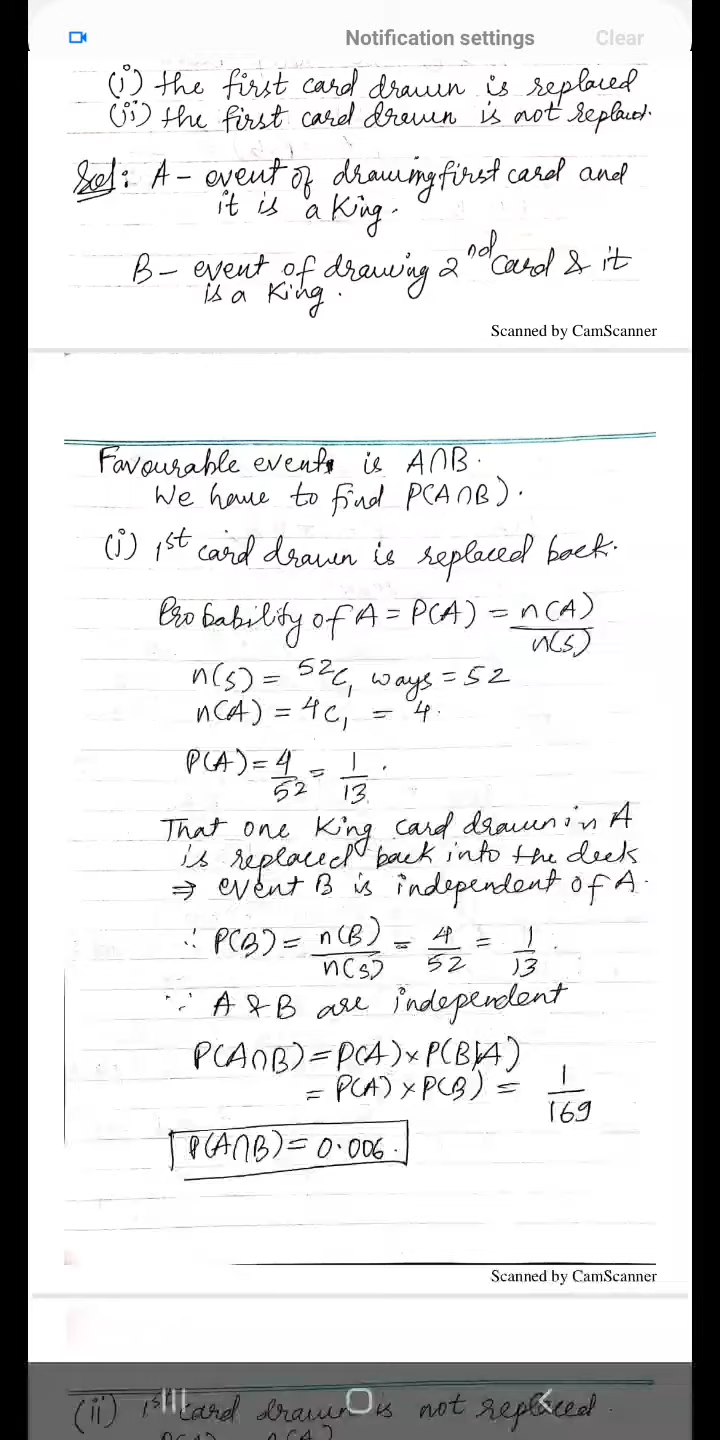 Notification settings Clear
(i) the first card drawn is replaced
(ii) the first card drawn is not replaced.
Sol: A - event of drawing first card and
it is a King.
B - event of drawing 2nd Card & it
is a King.
Scanned by CamScanner
Favourable events is A∩B.
We have to find P(A∩B).
(i) 1st card drawn is replaced back.
Probability of A = P(A) = n(A)/n(s)
n(s) = 52C₁ ways = 52
n(A) = 4C₁ = 4.
P(A) = 4/52 = 1/13.
That one King card drawn in A
is replaced back into the deck
⇒ event B is independent of A.
∴ P(B) = n(B)/n(s) = 4/52 = 1/13.
∵ A & B are independent
P(A∩B) = P(A) × P(B|A)
= P(A) × P(B) = 1/169
P(A∩B) = 0.006.
Scanned by CamScanner
(ii) 1st card drawn is not replaced.